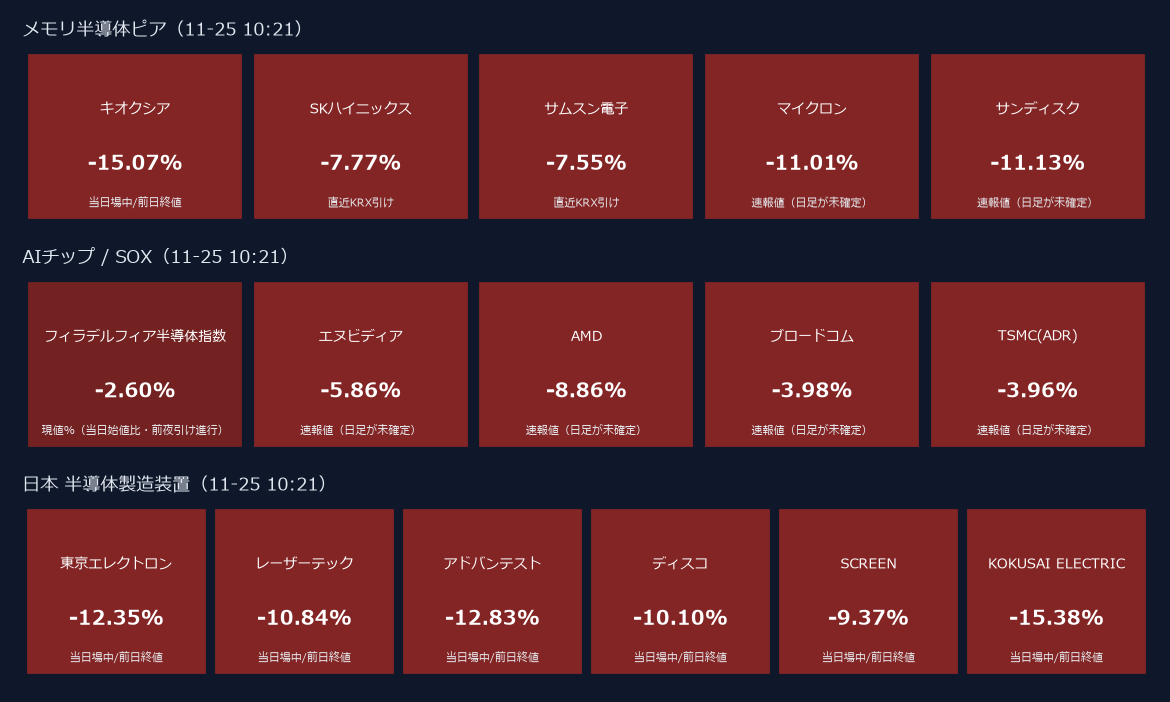 メモリ半導体ピア（11-25 10:21）
キオクシア
-15.07%
当日場中/前日終値
SKハイニックス
-7.77%
直近KRX引け
サムスン電子
-7.55%
直近KRX引け
マイクロン
-11.01%
速報値（日足が未確定）
サンディスク
-11.13%
速報値（日足が未確定）
AIチップ / SOX（11-25 10:21）
フィラデルフィア半導体指数
-2.60%
現値%（当日始値比・前夜引け進行）
エヌビディア
-5.86%
速報値（日足が未確定）
AMD
-8.86%
速報値（日足が未確定）
ブロードコム
-3.98%
速報値（日足が未確定）
TSMC(ADR)
-3.96%
速報値（日足が未確定）
日本 半導体製造装置（11-25 10:21）
東京エレクトロン
-12.35%
当日場中/前日終値
レーザーテック
-10.84%
当日場中/前日終値
アドバンテスト
-12.83%
当日場中/前日終値
ディスコ
-10.10%
当日場中/前日終値
SCREEN
-9.37%
当日場中/前日終値
KOKUSAI ELECTRIC
-15.38%
当日場中/前日終値